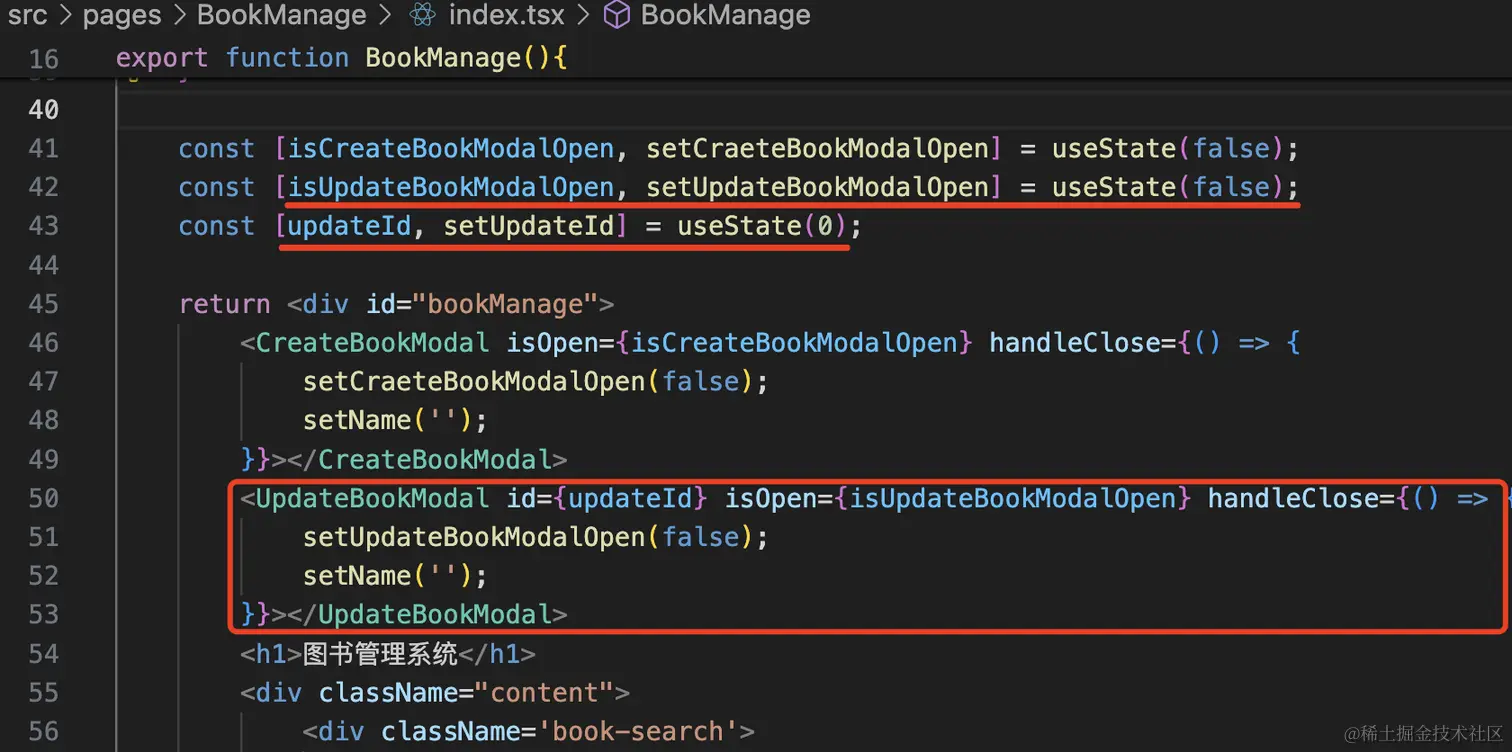 src > pages > BookManage > index.tsx > BookManage
16 export function BookManage(){
40
41 const [isCreateBookModalOpen, setCraeteBookModalOpen] = useState(false);
42 const [isUpdateBookModalOpen, setUpdateBookModalOpen] = useState(false);
43 const [updateId, setUpdateId] = useState(0);
44
45 return <div id="bookManage">
46 <CreateBookModal isOpen={isCreateBookModalOpen} handleClose={() => {
47 setCraeteBookModalOpen(false);
48 setName('');
49 }}></CreateBookModal>
50 <UpdateBookModal id={updateId} isOpen={isUpdateBookModalOpen} handleClose={() =>
51 setUpdateBookModalOpen(false);
52 setName('');
53 }}></UpdateBookModal>
54 <h1>图书管理系统</h1>
55 <div className="content">
56 <div className='book-search'>
@稀土掘金技术社区